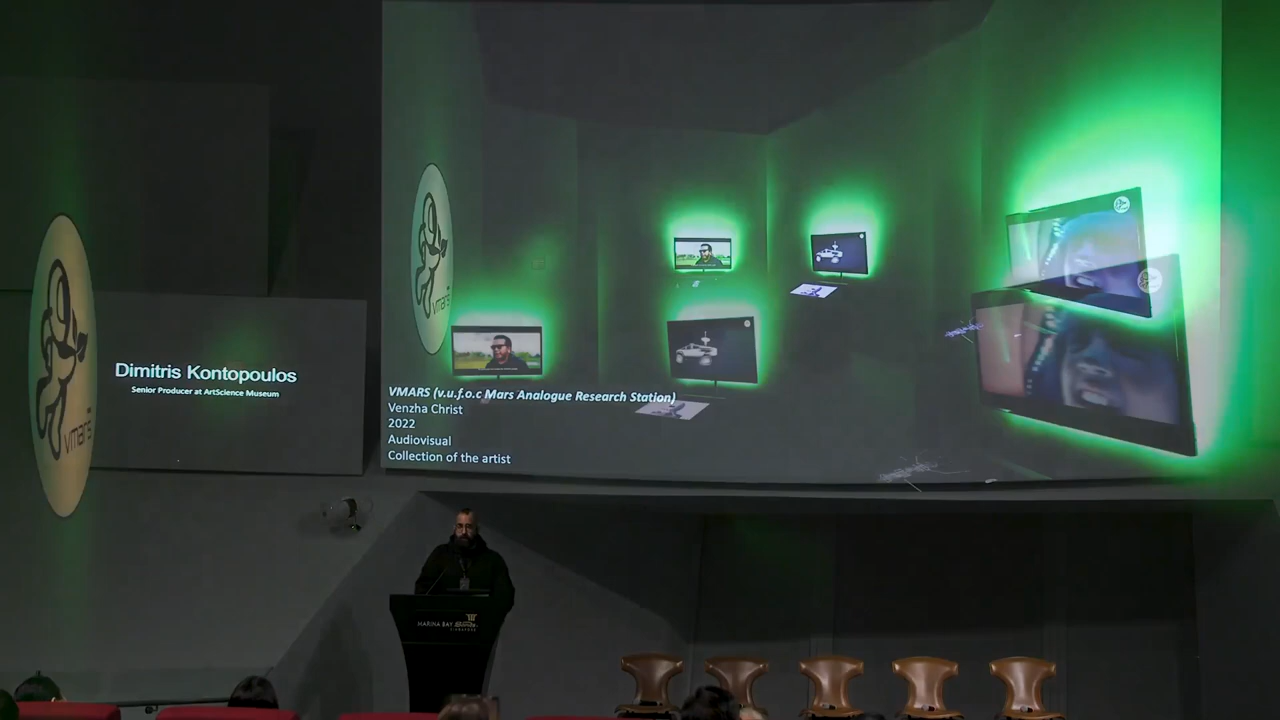 vmars
Dimitris Kontopoulos
Senior Producer at ArtScience Museum
vmars
VMARS (v.u.f.o.c Mars Analogue Research Station)
Venzha Christ
2022
Audiovisual
Collection of the artist
MARINA BAY